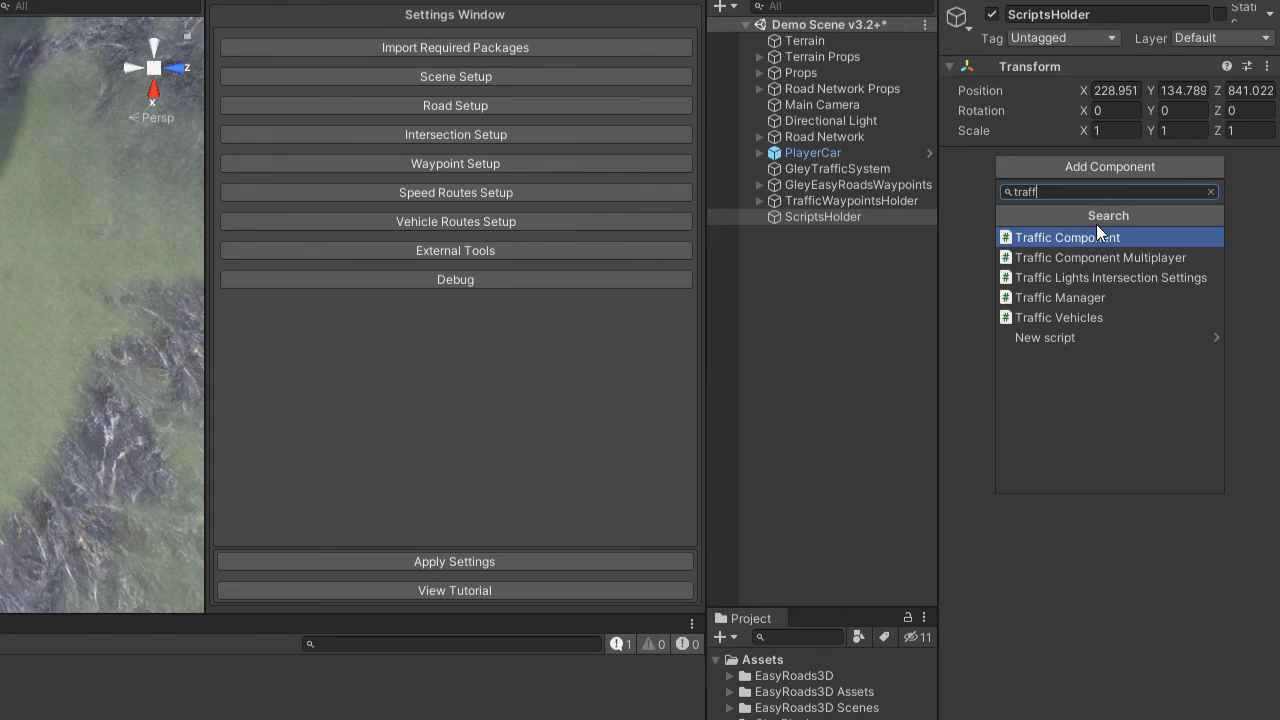 All
z
x
Persp
Settings Window
Import Required Packages
Scene Setup
Road Setup
Intersection Setup
Waypoint Setup
Speed Routes Setup
Vehicle Routes Setup
External Tools
Debug
Apply Settings
View Tutorial
1
0
0
All
Demo Scene v3.2+*
Terrain
Terrain Props
Props
Road Network Props
Main Camera
Directional Light
Road Network
PlayerCar
GleyTrafficSystem
GleyEasyRoadsWaypoints
TrafficWaypointsHolder
ScriptsHolder
Project
11
Assets
EasyRoads3D
EasyRoads3D Assets
EasyRoads3D Scenes
ScriptsHolder
Tag Untagged Layer Default
Transform
Position X 228.951 Y 134.789 Z 841.022
Rotation X 0 Y 0 Z 0
Scale X 1 Y 1 Z 1
Add Component
traff
Search
Traffic Component
Traffic Component Multiplayer
Traffic Lights Intersection Settings
Traffic Manager
Traffic Vehicles
New script